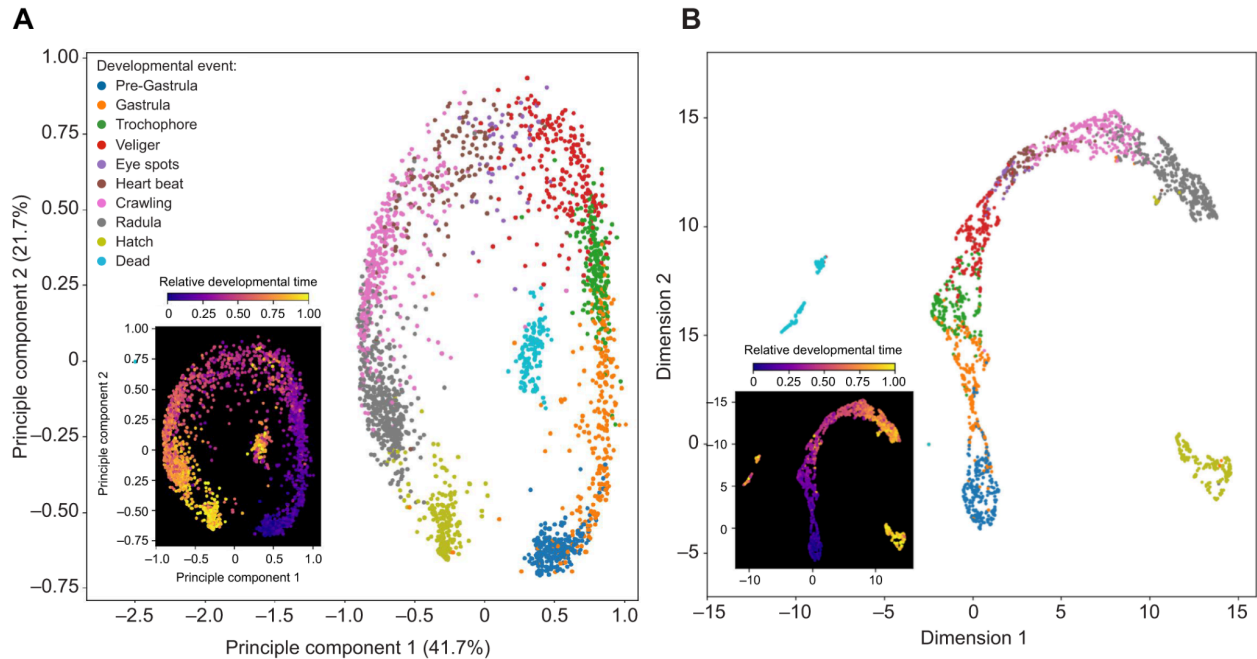 A
B
1.00
0.75
0.50
0.25
0
−0.25
−0.50
−0.75
Principle component 2 (21.7%)
Developmental event:
Pre-Gastrula
Gastrula
Trochophore
Veliger
Eye spots
Heart beat
Crawling
Radula
Hatch
Dead
Relative developmental time
0 0.25 0.50 0.75 1.00
1.00
0.75
0.50
0.25
0
−0.25
0.50
−0.75
Principle component 2
−1.0 −0.5 0 0.5 1.0
Principle component 1
−2.5 −2.0 −1.5 −1.0 −0.5 0 0.5 1.0
Principle component 1 (41.7%)
15
10
15
0
−5
Dimension 2
Relative developmental time
0 0.25 0.50 0.75 1.00
−15
−10
5
0
−10 0 10
−15 −10 −5 0 5 10 15
Dimension 1